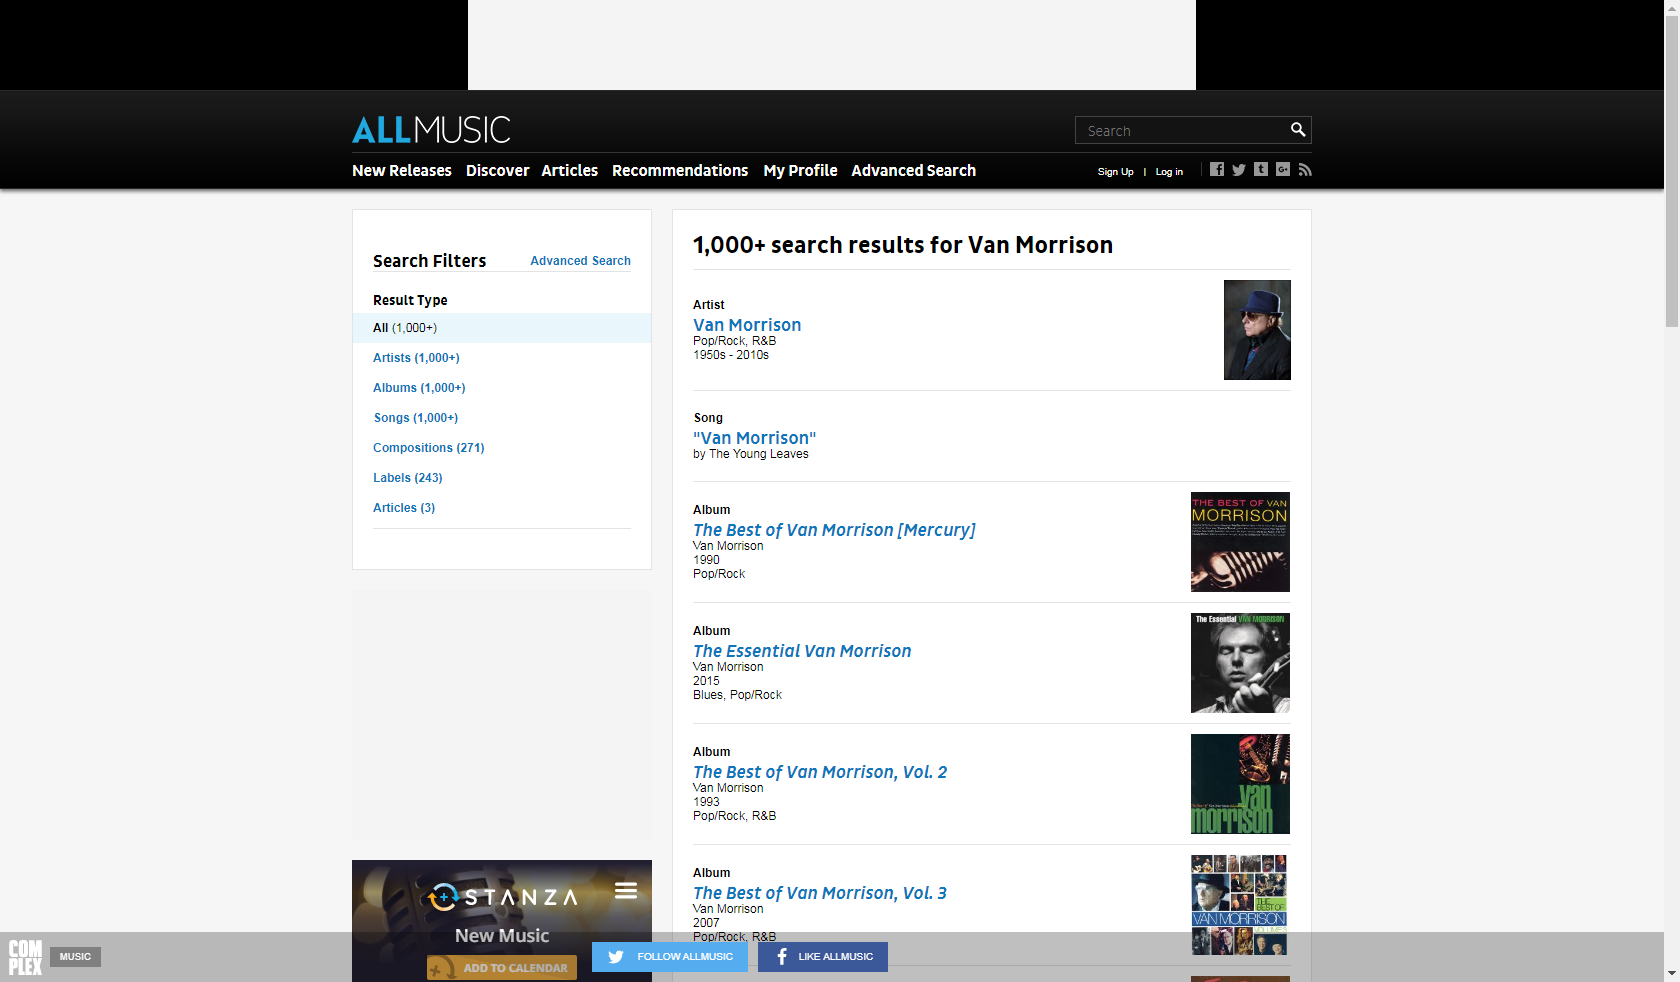 ALLMUSIC
Search
New Releases Discover Articles Recommendations My Profile Advanced Search
Sign Up | Log in
Search Filters
Advanced Search
Result Type
All (1,000+)
Artists (1,000+)
Albums (1,000+)
Songs (1,000+)
Compositions (271)
Labels (243)
Articles (3)
STANZA
New Music
ADD TO CALENDAR
1,000+ search results for Van Morrison
Artist
Van Morrison
Pop/Rock, R&B
1950s - 2010s
Song
"Van Morrison"
by The Young Leaves
Album
The Best of Van Morrison [Mercury]
Van Morrison
1990
Pop/Rock
THE BEST OF VAN
MORRISON
Album
The Essential Van Morrison
Van Morrison
2015
Blues, Pop/Rock
The Essential VAN MORRISON
Album
The Best of Van Morrison, Vol. 2
Van Morrison
1993
Pop/Rock, R&B
van
morrison
Album
The Best of Van Morrison, Vol. 3
Van Morrison
2007
Pop/Rock, R&B
THE
BEST OF
VAN MORRISON
COM
PLEX
MUSIC
FOLLOW ALLMUSIC
LIKE ALLMUSIC